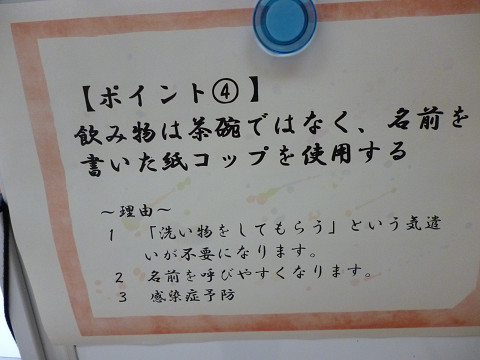 【ポイント④】
飲み物は茶碗ではなく、名前を
書いた紙コップを使用する
～理由～
1 「洗い物をしてもらう」という気遣
いが不要になります。
2 名前を呼びやすくなります。
3 感染症予防